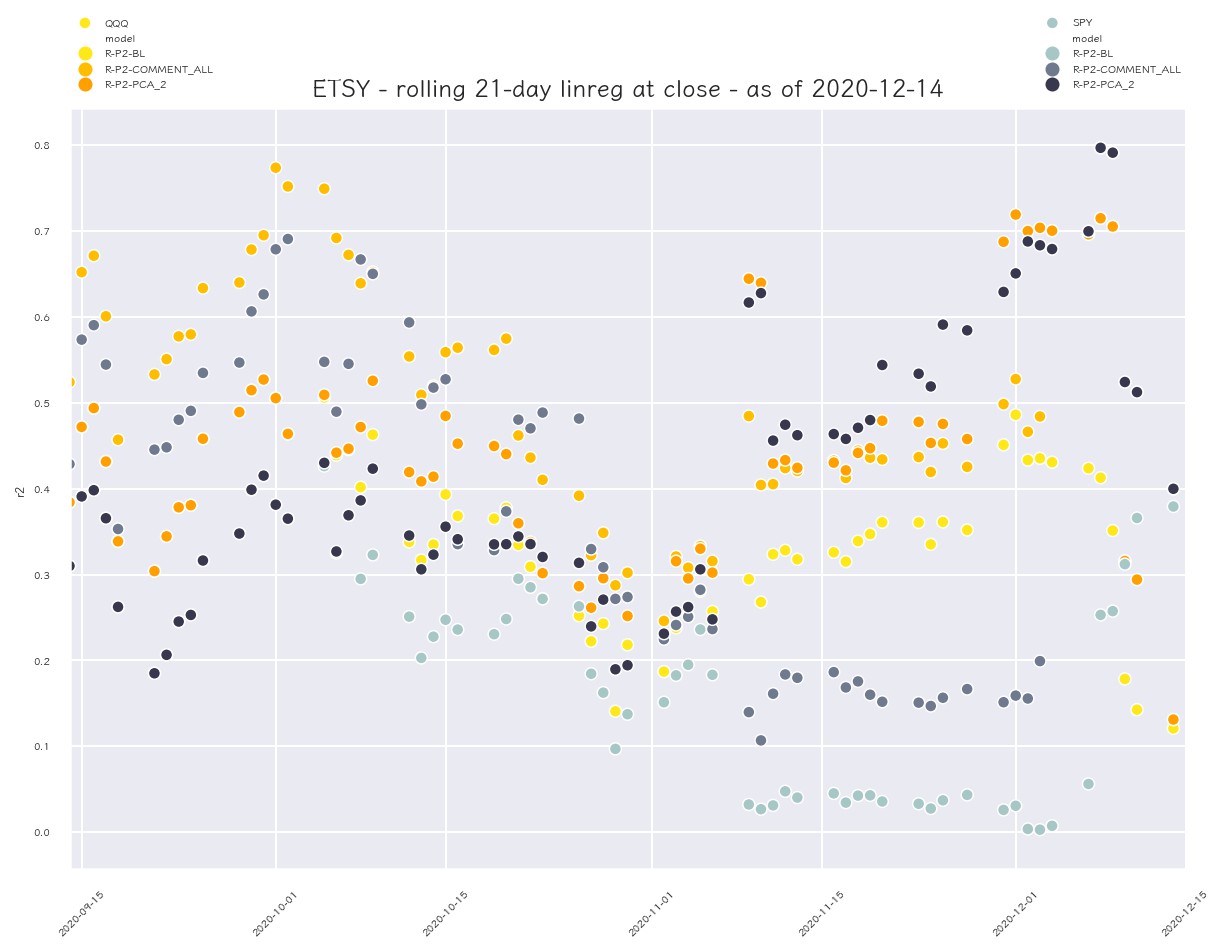 QQQ
model
R-P2-BL
R-P2-COMMENT_ALL
R-P2-PCA_2
SPY
model
R-P2-BL
R-P2-COMMENT_ALL
R-P2-PCA_2
ETSY - rolling 21-day linreg at close - as of 2020-12-14
0.8
0.7
0.6
0.5
0.4
0.3
0.2
0.1
0.0
r2
2020-09-15
2020-10-01
2020-10-15
2020-11-01
2020-11-15
2020-12-01
2020-12-15